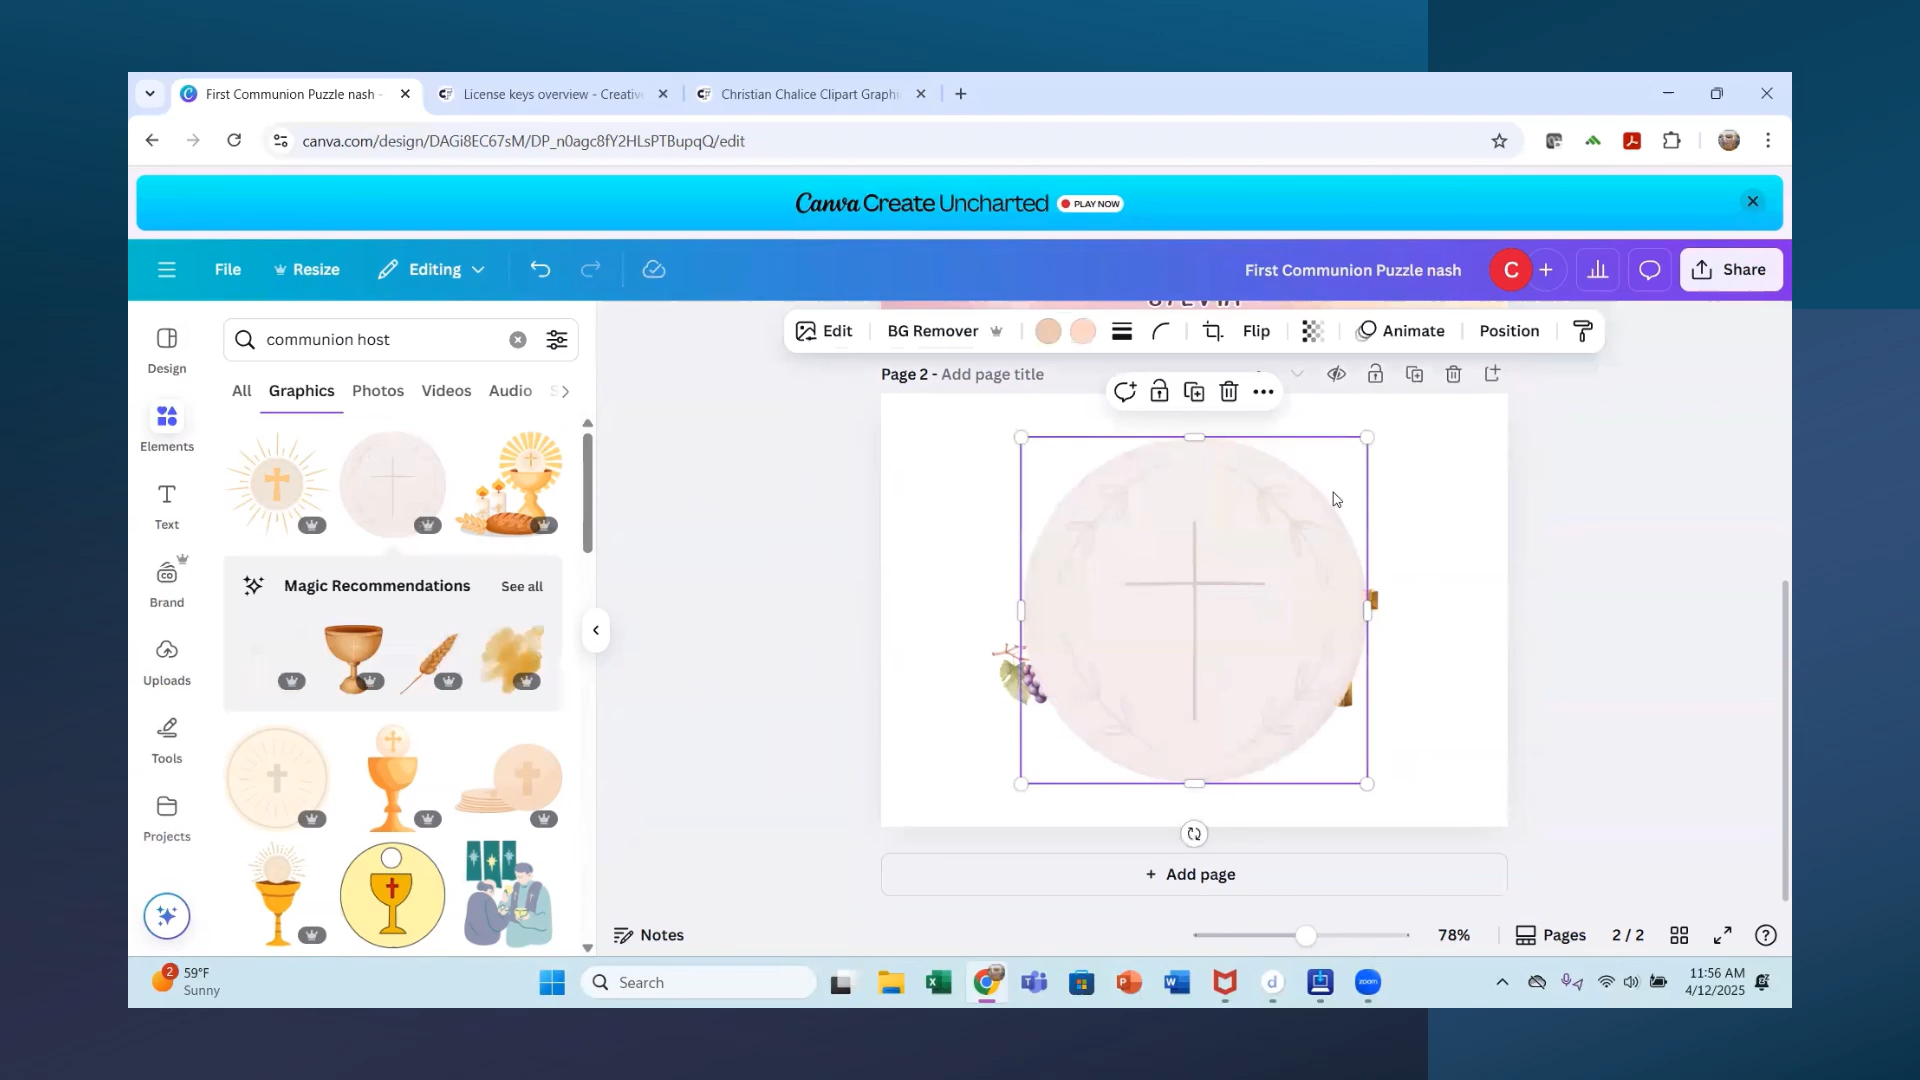 First Communion Puzzle nash -
License keys overview - Creativ
Christian Chalice Clipart Graphi
canva.com/design/DAGi8EC67sM/DP_n0agc8fY2HLsPTBupqQ/edit
Canva Create Uncharted PLAY NOW
File Resize Editing
First Communion Puzzle nash
C
Share
Design
Elements
Text
Brand
Uploads
Tools
Projects
communion host
All Graphics Photos Videos Audio S
Magic Recommendations See all
SYLVIA
Edit BG Remover Flip Animate Position
Page 2 - Add page title
+ Add page
Notes
78% Pages 2 / 2
2
59°F
Sunny
Search
zoom
11:56 AM
4/12/2025